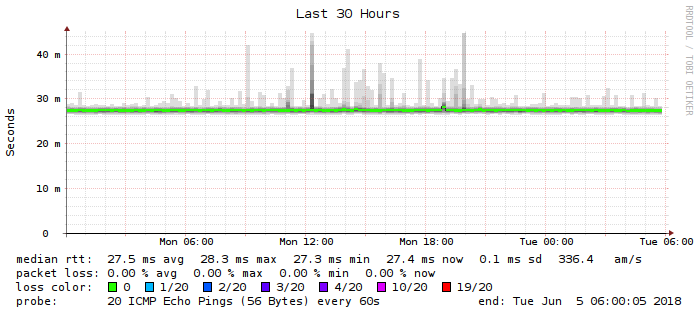 Last 30 Hours
RRDTOOL / TOBI OETIKER
Seconds
40 m
30 m
20 m
10 m
0
Mon 06:00 Mon 12:00 Mon 18:00 Tue 00:00 Tue 06:00
median rtt: 27.5 ms avg 28.3 ms max 27.3 ms min 27.4 ms now 0.1 ms sd 336.4 am/s
packet loss: 0.00 % avg 0.00 % max 0.00 % min 0.00 % now
loss color: 0 1/20 2/20 3/20 4/20 10/20 19/20
probe: 20 ICMP Echo Pings (56 Bytes) every 60s end: Tue Jun 5 06:00:05 2018